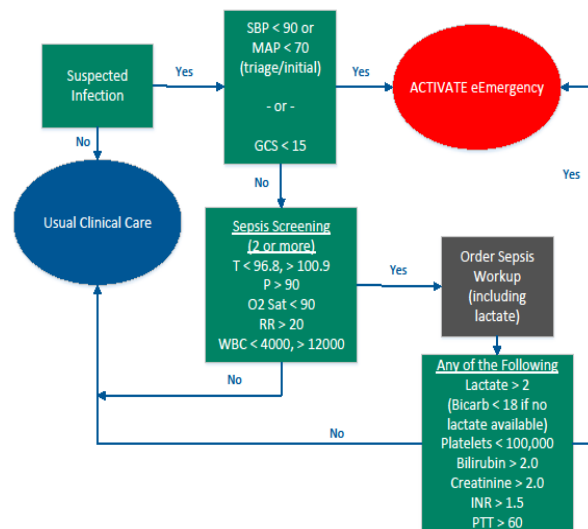 Suspected
Infection
Yes
SBP < 90 or
MAP < 70
(triage/initial)
- or -
GCS < 15
Yes
ACTIVATE eEmergency
No
Usual Clinical Care
No
Yes
Sepsis Screening
(2 or more)
T < 96.8, > 100.9
P > 90
O2 Sat < 90
RR > 20
WBC < 4000, > 12000
Yes
Order Sepsis
Workup
(including
lactate)
No
Any of the Following
Lactate > 2
(Bicarb < 18 if no
lactate available)
Platelets < 100,000
Bilirubin > 2.0
Creatinine > 2.0
INR > 1.5
PTT > 60
No